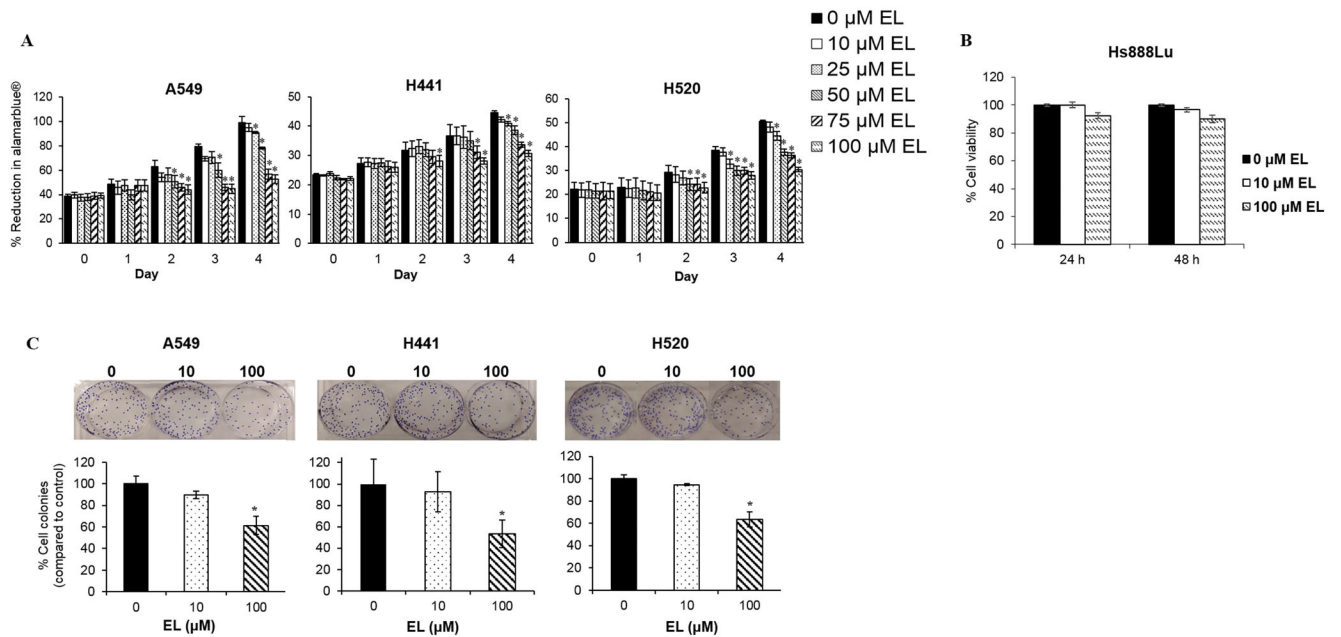 A
A549
% Reduction in alamarblue®
120
100
80
60
40
20
0
* * * * * * * * * * * *
0 1 2 3 4
Day
H441
50
40
30
20
10
0
* * * * * * * *
0 1 2 3 4
Day
H520
60
50
40
30
20
10
0
* * * * * * * * * * *
0 1 2 3 4
Day
0 µM EL
10 µM EL
25 µM EL
50 µM EL
75 µM EL
100 µM EL
B
Hs888Lu
% Cell viability
120
100
80
60
40
20
0
24 h 48 h
0 µM EL
10 µM EL
100 µM EL
C
A549
0 10 100
H441
0 10 100
H520
0 10 100
% Cell colonies
(compared to control)
120
100
80
60
40
20
0
*
0 10 100
EL (µM)
120
100
80
60
40
20
0
*
0 10 100
EL (µM)
120
100
80
60
40
20
0
*
0 10 100
EL (µM)